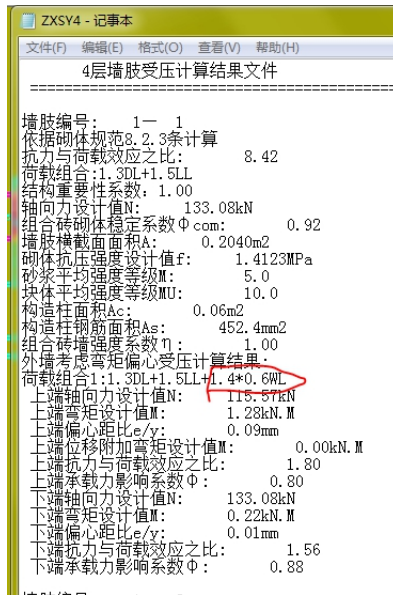 ZXSY4 - 记事本
文件(F) 编辑(E) 格式(O) 查看(V) 帮助(H)
4层墙肢受压计算结果文件
==========================================
墙肢编号: 1— 1
依据砌体规范8.2.3条计算
抗力与荷载效应之比: 8.42
荷载组合:1.3DL+1.5LL
结构重要性系数: 1.00
轴向力设计值N: 133.08kN
组合砖砌体稳定系数Φcom: 0.92
墙肢横截面面积A: 0.2040m2
砌体抗压强度设计值f: 1.4123MPa
砂浆平均强度等级M: 5.0
块体平均强度等级MU: 10.0
构造柱面积Ac: 0.06m2
构造柱钢筋面积As: 452.4mm2
组合砖墙强度系数η: 1.00
外墙考虑弯矩偏心受压计算结果:
荷载组合1:1.3DL+1.5LL+1.4*0.6WL
上端轴向力设计值N: 115.57kN
上端弯矩设计值M: 1.28kN.M
上端偏心距比e/y: 0.09mm
上端位移附加弯矩设计值M: 0.00kN.M
上端抗力与荷载效应之比: 1.80
上端承载力影响系数Φ: 0.80
下端轴向力设计值N: 133.08kN
下端弯矩设计值M: 0.22kN.M
下端偏心距比e/y: 0.01mm
下端抗力与荷载效应之比: 1.56
下端承载力影响系数Φ: 0.88